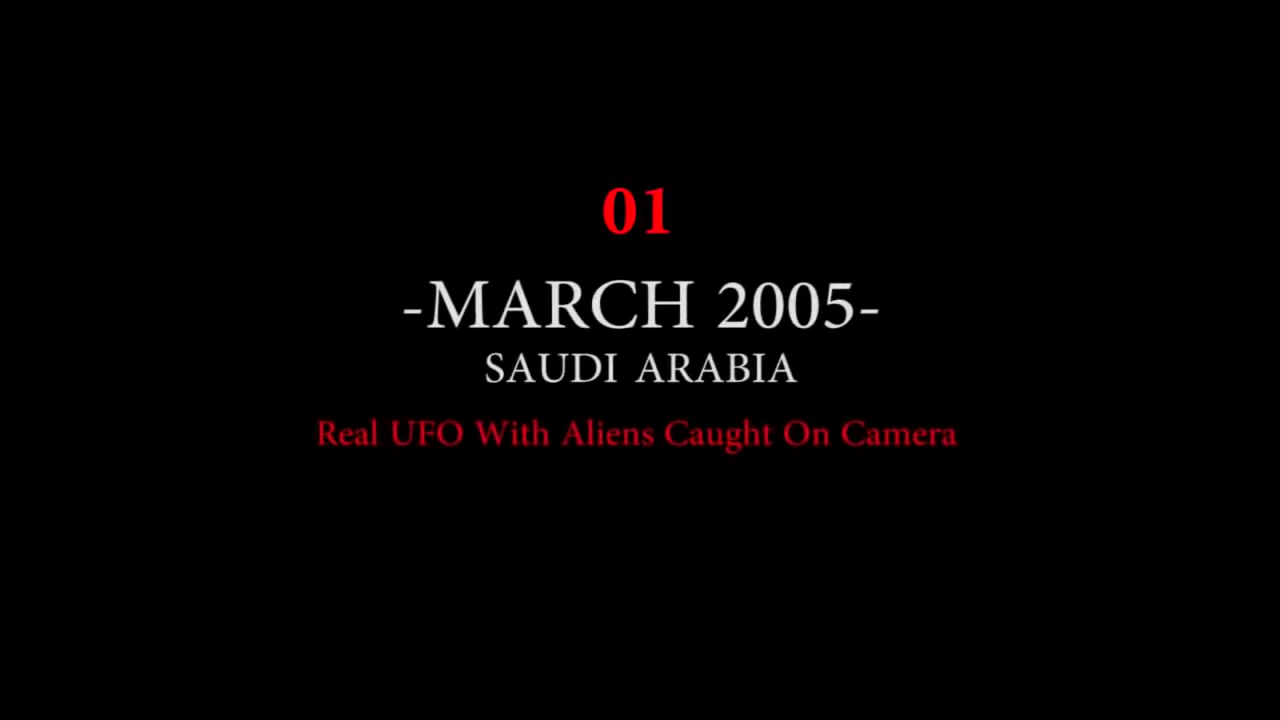 01
-MARCH 2005-
SAUDI ARABIA
Real UFO With Aliens Caught On Camera